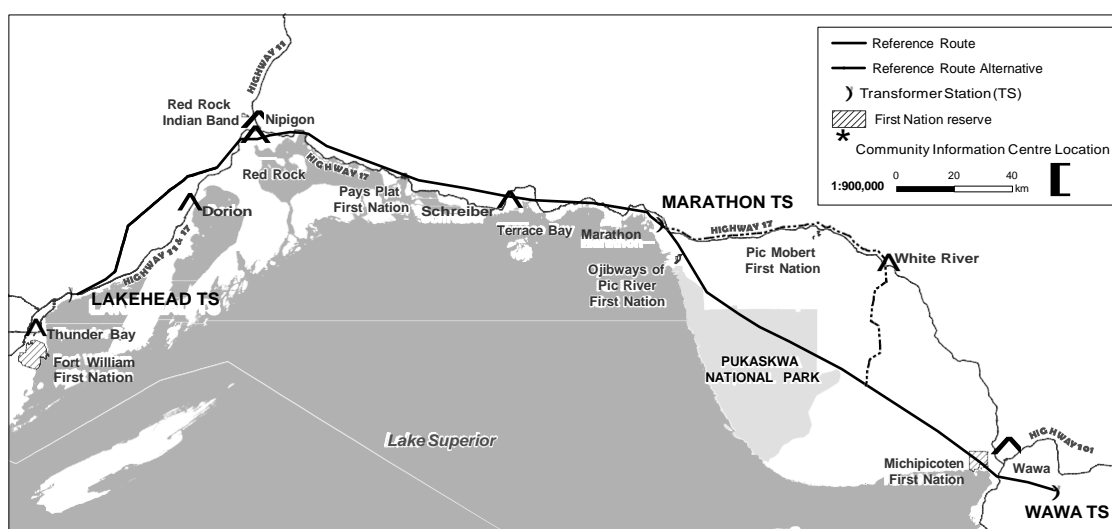 Reference Route
Reference Route Alternative
Transformer Station (TS)
First Nation reserve
* Community Information Centre Location
1:900,000
0 20 40
km
HIGHWAY 11
Red Rock
Indian Band
Nipigon
Red Rock
HIGHWAY 17
Pays Plat
First Nation
Dorion
HIGHWAY 11 & 17
Schreiber
Terrace Bay
Marathon
MARATHON TS
HIGHWAY 17
Pic Mobert
First Nation
White River
Ojibways of
Pic River
First Nation
LAKEHEAD TS
Thunder Bay
Fort William
First Nation
PUKASKWA
NATIONAL PARK
Lake Superior
HIGHWAY 101
Michipicoten
First Nation
Wawa
WAWA TS